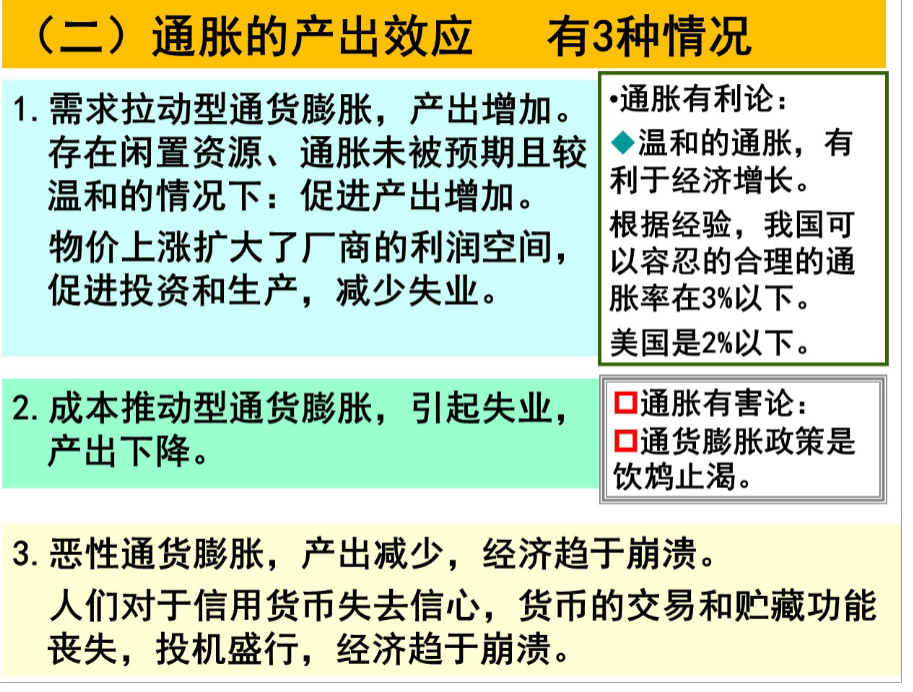 （二）通胀的产出效应 有3种情况
1. 需求拉动型通货膨胀，产出增加。
存在闲置资源、通胀未被预期且较
温和的情况下：促进产出增加。
物价上涨扩大了厂商的利润空间，
促进投资和生产，减少失业。
•通胀有利论：
◆温和的通胀，有
利于经济增长。
根据经验，我国可
以容忍的合理的通
胀率在3%以下。
美国是2%以下。
2. 成本推动型通货膨胀，引起失业，
产出下降。
通胀有害论：
通货膨胀政策是
饮鸩止渴。
3. 恶性通货膨胀，产出减少，经济趋于崩溃。
人们对于信用货币失去信心，货币的交易和贮藏功能
丧失，投机盛行，经济趋于崩溃。